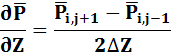 ∂P̅/∂Z = (P̅i,j+1 − P̅i,j−1)/2ΔZ